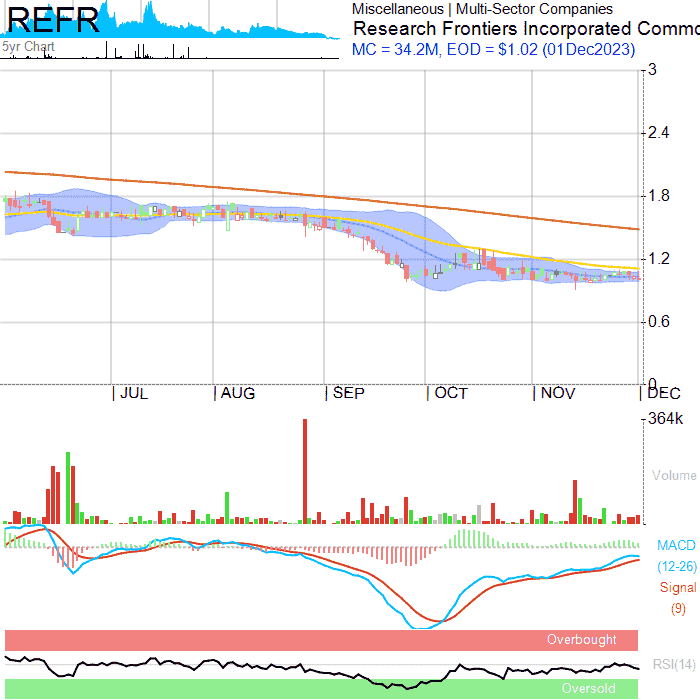 REFR
Miscellaneous | Multi-Sector Companies
Research Frontiers Incorporated Commo
5yr Chart
MC = 34.2M, EOD = $1.02 (01Dec2023)
3
2.4
1.8
1.2
0.6
0
| JUL | AUG | SEP | OCT | NOV | DEC
364k
Volume
MACD
(12-26)
Signal
(9)
Overbought
RSI(14)
Oversold